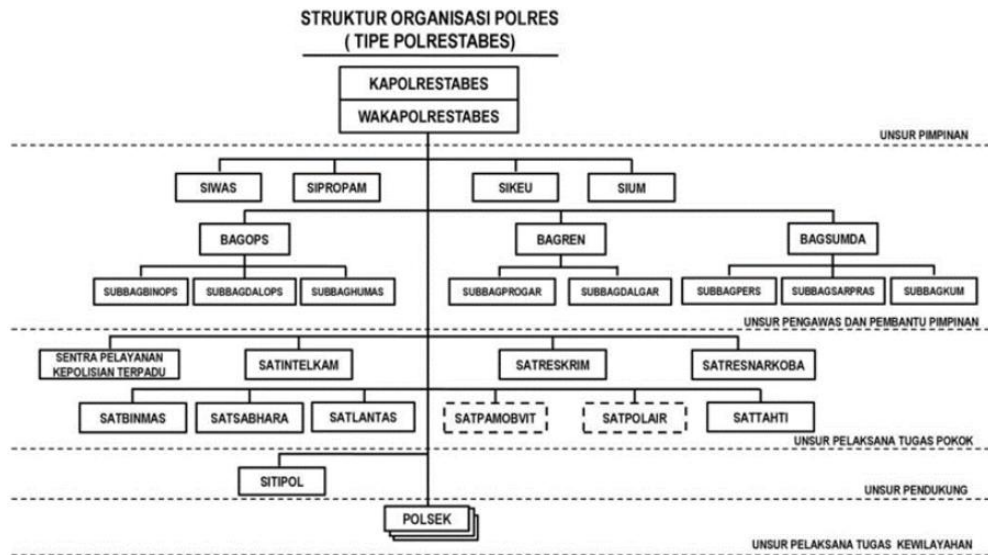 STRUKTUR ORGANISASI POLRES
( TIPE POLRESTABES)
KAPOLRESTABES
WAKAPOLRESTABES
UNSUR PIMPINAN
SIWAS
SIPROPAM
SIKEU
SIUM
BAGOPS
BAGREN
BAGSUMDA
SUBBAGBINOPS
SUBBAGDALOPS
SUBBAGHUMAS
SUBBAGPROGAR
SUBBAGDALGAR
SUBBAGPERS
SUBBAGSARPRAS
SUBBAGKUM
UNSUR PENGAWAS DAN PEMBANTU PIMPINAN
SENTRA PELAYANAN
KEPOLISIAN TERPADU
SATINTELKAM
SATRESKRIM
SATRESNARKOBA
SATBINMAS
SATSABHARA
SATLANTAS
SATPAMOBVIT
SATPOLAIR
SATTAHTI
UNSUR PELAKSANA TUGAS POKOK
SITIPOL
UNSUR PENDUKUNG
POLSEK
UNSUR PELAKSANA TUGAS KEWILAYAHAN